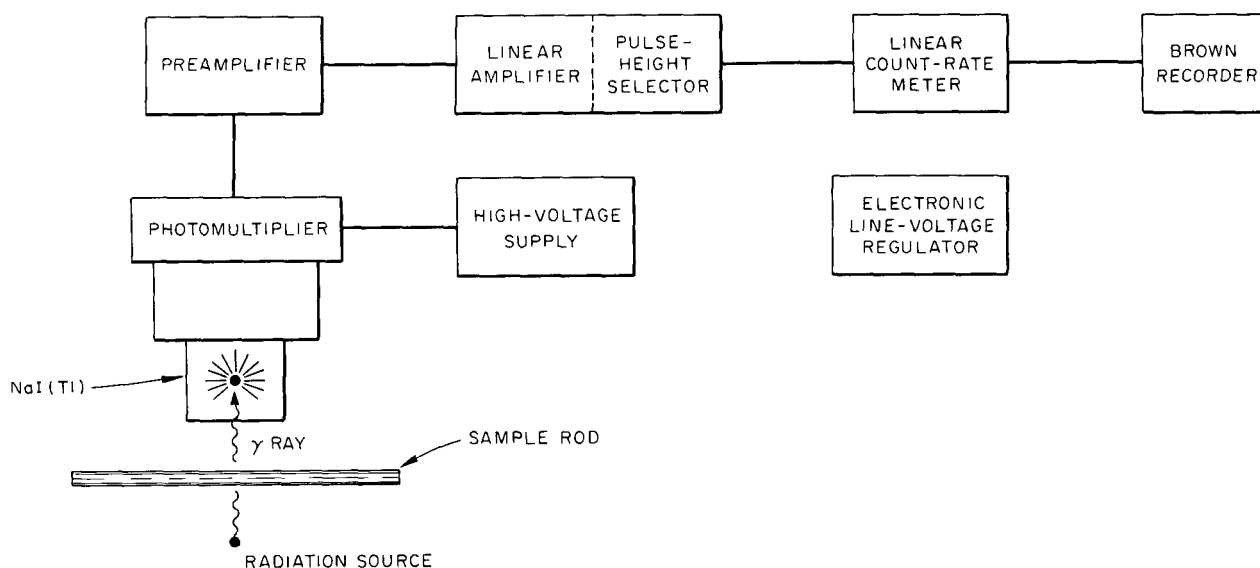 PREAMPLIFIER
LINEAR
AMPLIFIER
PULSE-
HEIGHT
SELECTOR
LINEAR
COUNT-RATE
METER
BROWN
RECORDER
PHOTOMULTIPLIER
HIGH-VOLTAGE
SUPPLY
ELECTRONIC
LINE-VOLTAGE
REGULATOR
NaI(Tl)
γ RAY
SAMPLE ROD
RADIATION SOURCE